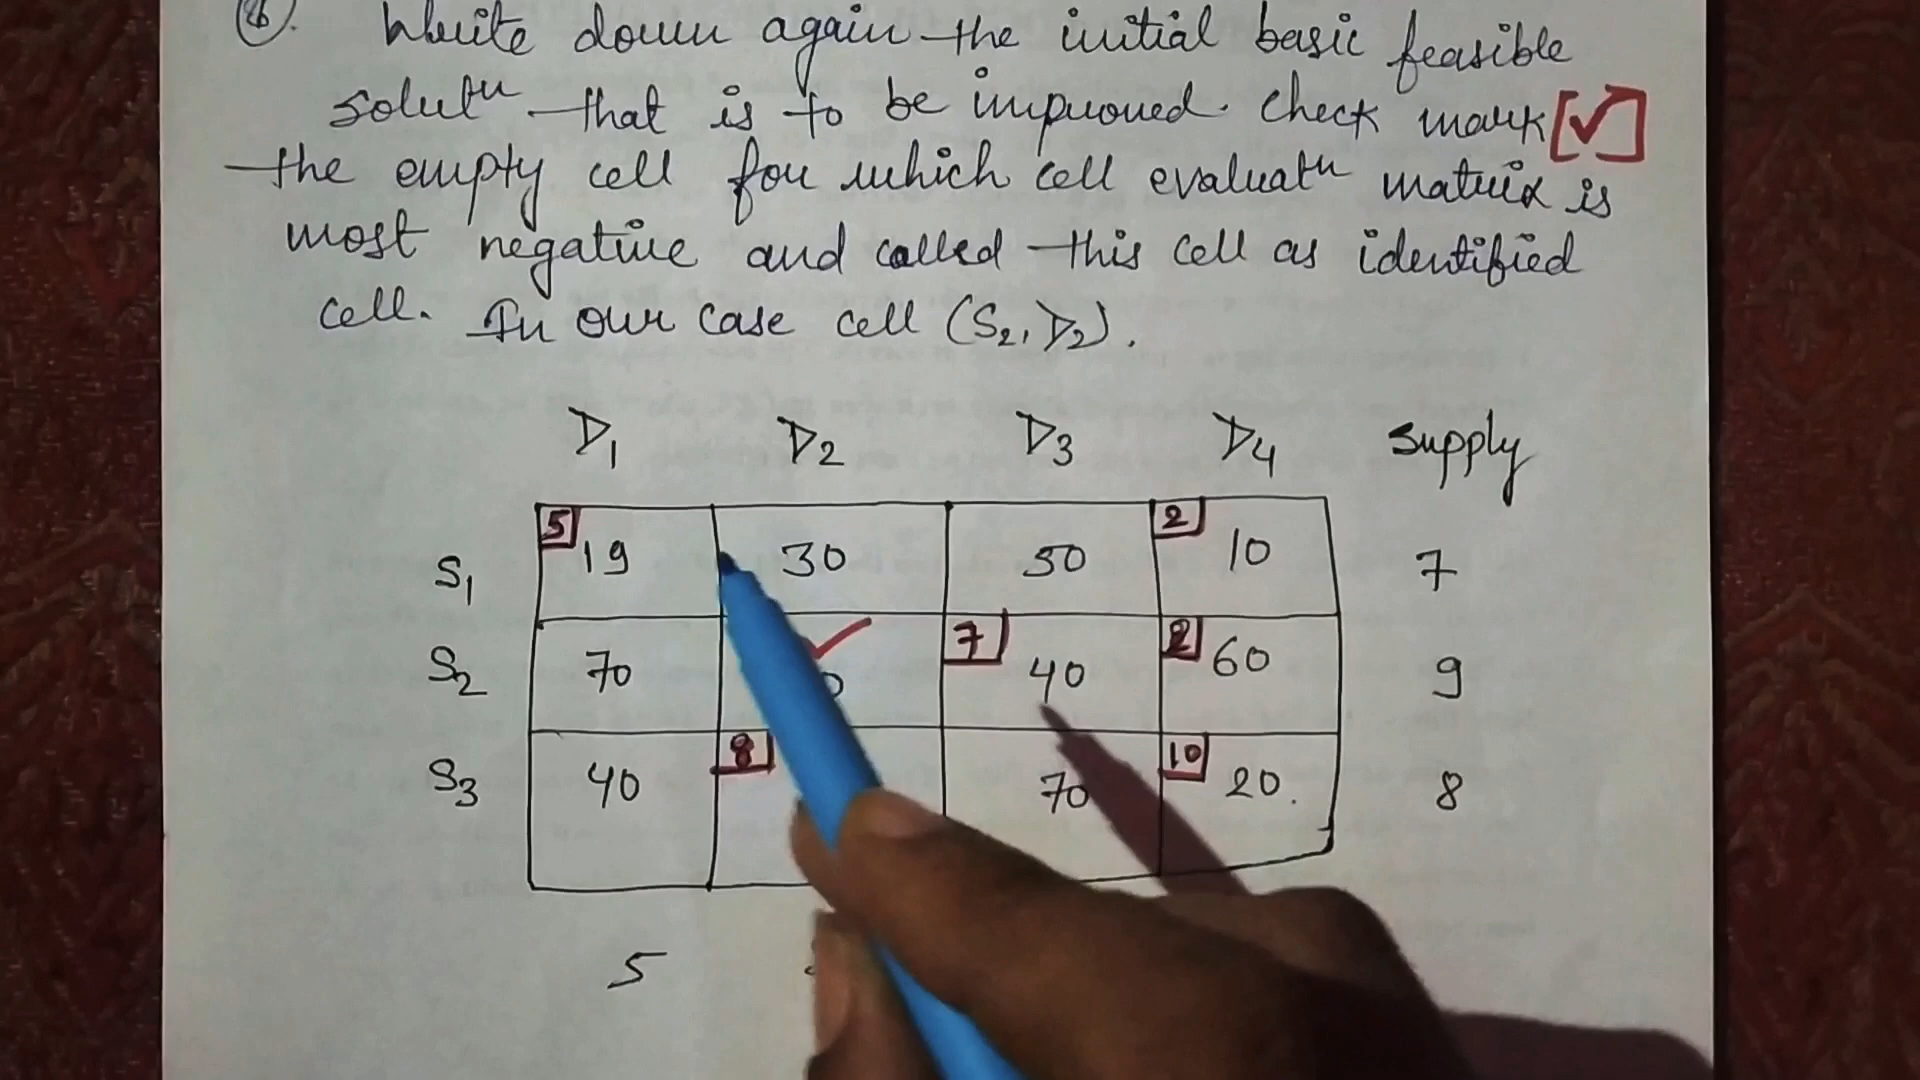 6.
Write down again the initial basic feasible
solutn that is to be improved. Check mark [✓]
the empty cell for which cell evaluatn matrix is
most negative and called this cell as identified
cell. In our case cell (S2, D2).
D1 D2 D3 D4 Supply
S1 5 19 30 50 2 10 7
S2 70 ✓ 7 40 2 60 9
S3 40 8 70 10 20. 8
5